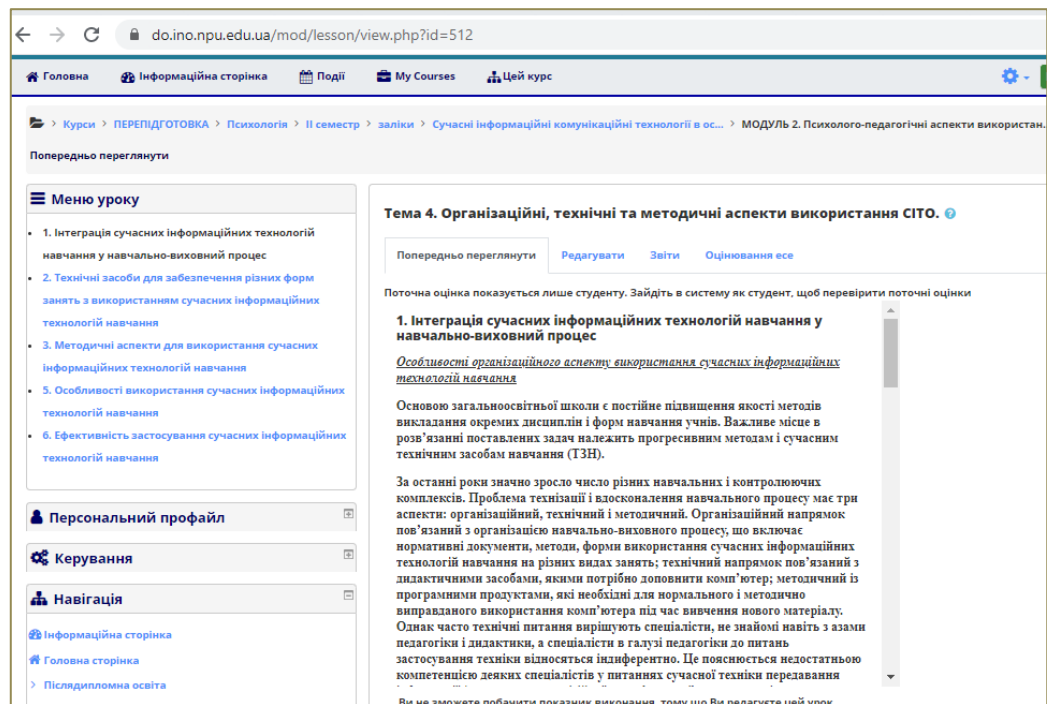 do.ino.npu.edu.ua/mod/lesson/view.php?id=512
Головна Інформаційна сторінка Події My Courses Цей курс
> Курси > ПЕРЕПІДГОТОВКА > Психологія > II семестр > заліки > Сучасні інформаційні комунікаційні технології в ос... > МОДУЛЬ 2. Психолого-педагогічні аспекти використан.
Попередньо переглянути
Меню уроку
1. Інтеграція сучасних інформаційних технологій
навчання у навчально-виховний процес
2. Технічні засоби для забезпечення різних форм
занять з використанням сучасних інформаційних
технологій навчання
3. Методичні аспекти для використання сучасних
інформаційних технологій навчання
5. Особливості використання сучасних інформаційних
технологій навчання
6. Ефективність застосування сучасних інформаційних
технологій навчання
Персональний профайл
Керування
Навігація
Інформаційна сторінка
Головна сторінка
> Післядипломна освіта
Тема 4. Організаційні, технічні та методичні аспекти використання СІТО.
Попередньо переглянути Редагувати Звіти Оцінювання есе
Поточна оцінка показується лише студенту. Зайдіть в систему як студент, щоб перевірити поточні оцінки
1. Інтеграція сучасних інформаційних технологій навчання у
навчально-виховний процес
Особливості організаційного аспекту використання сучасних інформаційних
технологій навчання
Основою загальноосвітньої школи є постійне підвищення якості методів
викладання окремих дисциплін і форм навчання учнів. Важливе місце в
розв’язанні поставлених задач належить прогресивним методам і сучасним
технічним засобам навчання (ТЗН).
За останні роки значно зросло число різних навчальних і контролюючих
комплексів. Проблема технізації і вдосконалення навчального процесу має три
аспекти: організаційний, технічний і методичний. Організаційний напрямок
пов’язаний з організацією навчально-виховного процесу, що включає
нормативні документи, методи, форми використання сучасних інформаційних
технологій навчання на різних видах занять; технічний напрямок пов’язаний з
дидактичними засобами, якими потрібно доповнити комп’ютер; методичний із
програмними продуктами, які необхідні для нормального і методично
виправданого використання комп’ютера під час вивчення нового матеріалу.
Однак часто технічні питання вирішують спеціалісти, не знайомі навіть з азами
педагогіки і дидактики, а спеціалісти в галузі педагогіки до питань
застосування техніки відносяться індиферентно. Це пояснюється недостатньою
компетенцією деяких спеціалістів у питаннях сучасної техніки передавання
Ви не зможете побачити показник виконання, тому що Ви редагуєте цей урок